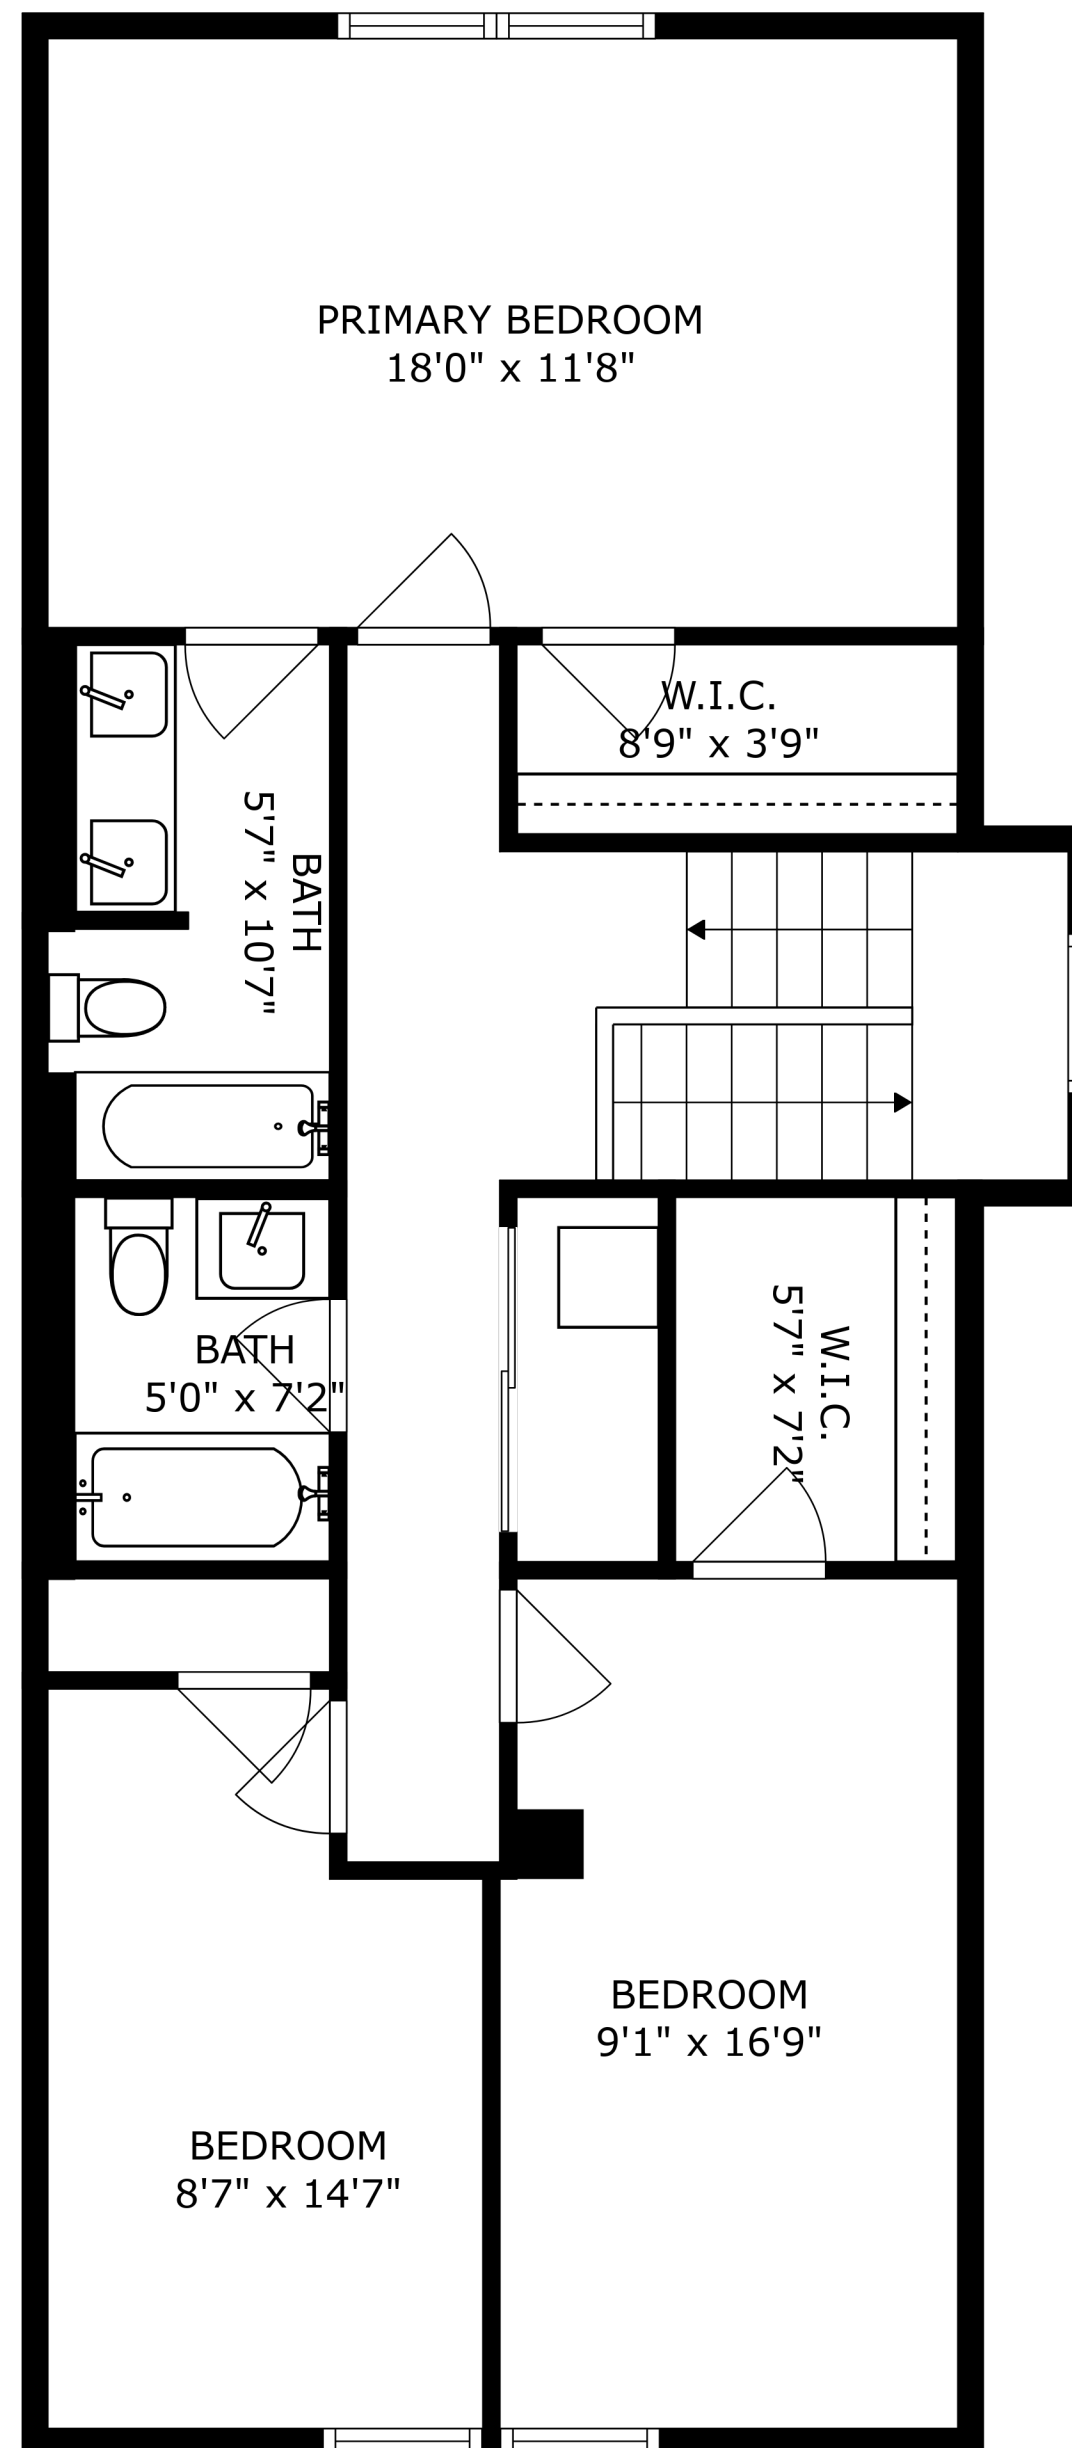 PRIMARY BEDROOM
18'0" x 11'8"
W.I.C.
8'9" x 3'9"
BATH
5'7" x 10'7"
BATH
5'0" x 7'2"
W.I.C.
5'7" x 7'2"
BEDROOM
9'1" x 16'9"
BEDROOM
8'7" x 14'7"